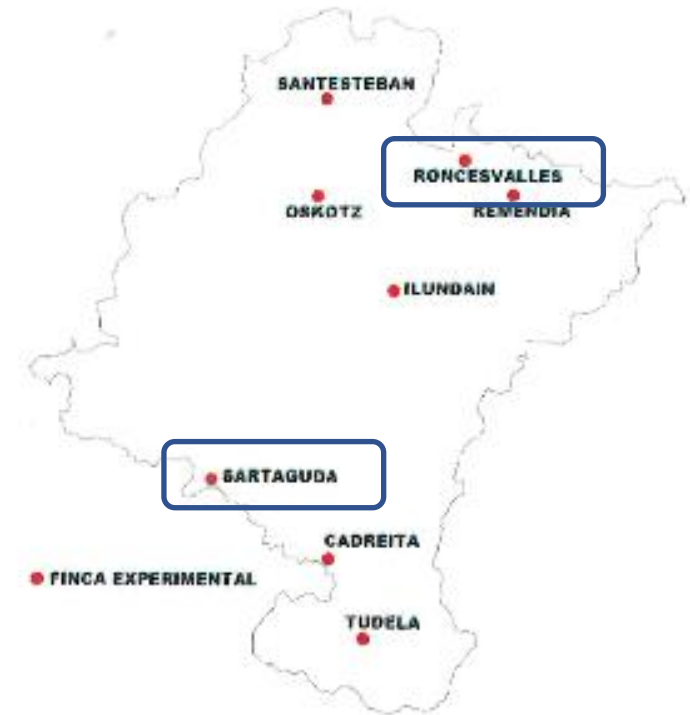 SANTESTEBAN
RONCESVALLES
OSKOTZ
REMENDIA
ILUNDAIN
SARTAGUDA
CADREITA
FINCA EXPERIMENTAL
TUDELA